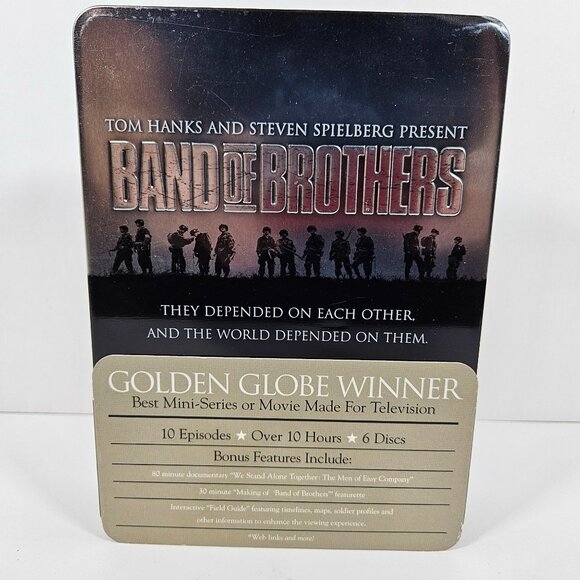 TOM HANKS AND STEVEN SPIELBERG PRESENT
BAND OF BROTHERS
THEY DEPENDED ON EACH OTHER,
AND THE WORLD DEPENDED ON THEM.
GOLDEN GLOBE WINNER
Best Mini-Series or Movie Made For Television
10 Episodes ★ Over 10 Hours ★ 6 Discs
Bonus Features Include:
80 minute documentary "We Stand Alone Together: The Men of Easy Company"
30 minute "Making of 'Band of Brothers'" featurette
Interactive "Field Guide" featuring timelines, maps, soldier profiles and
other information to enhance the viewing experience.
*Web links and more!